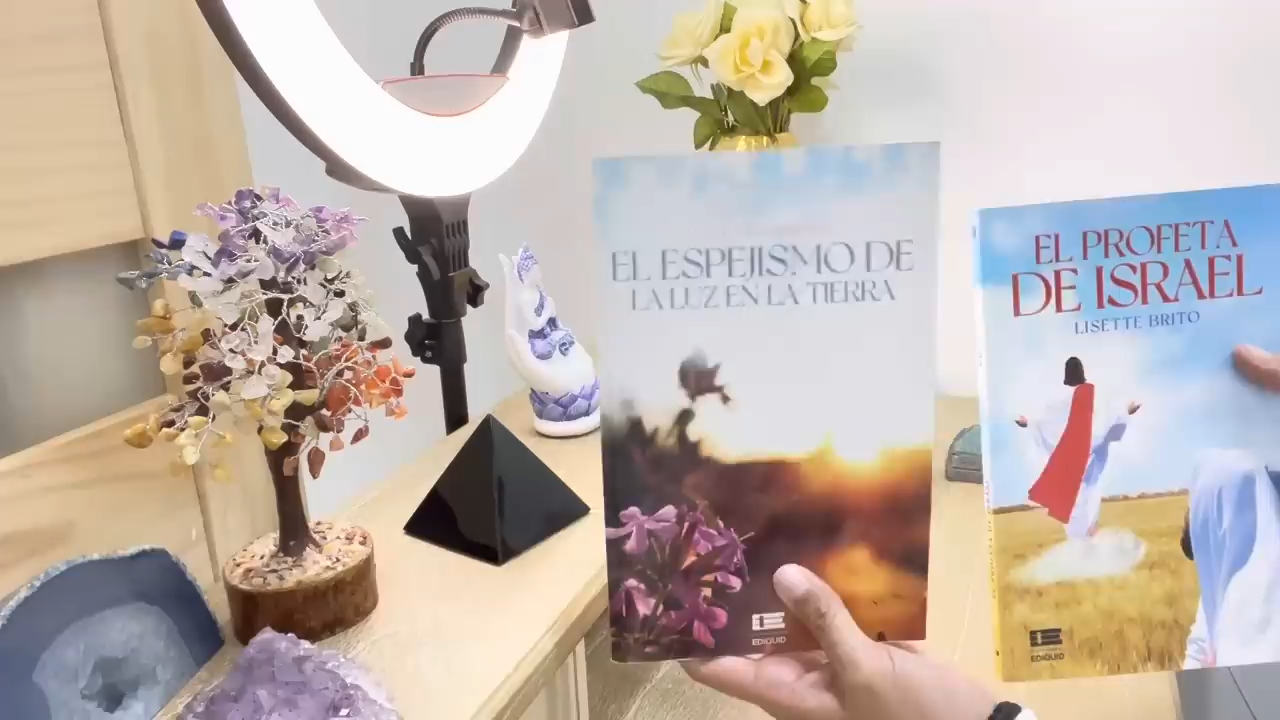 EL ESPEJISMO DE
LA LUZ EN LA TIERRA
EDIQUID
EL PROFETA
DE ISRAEL
LISETTE BRITO
EDIQUID